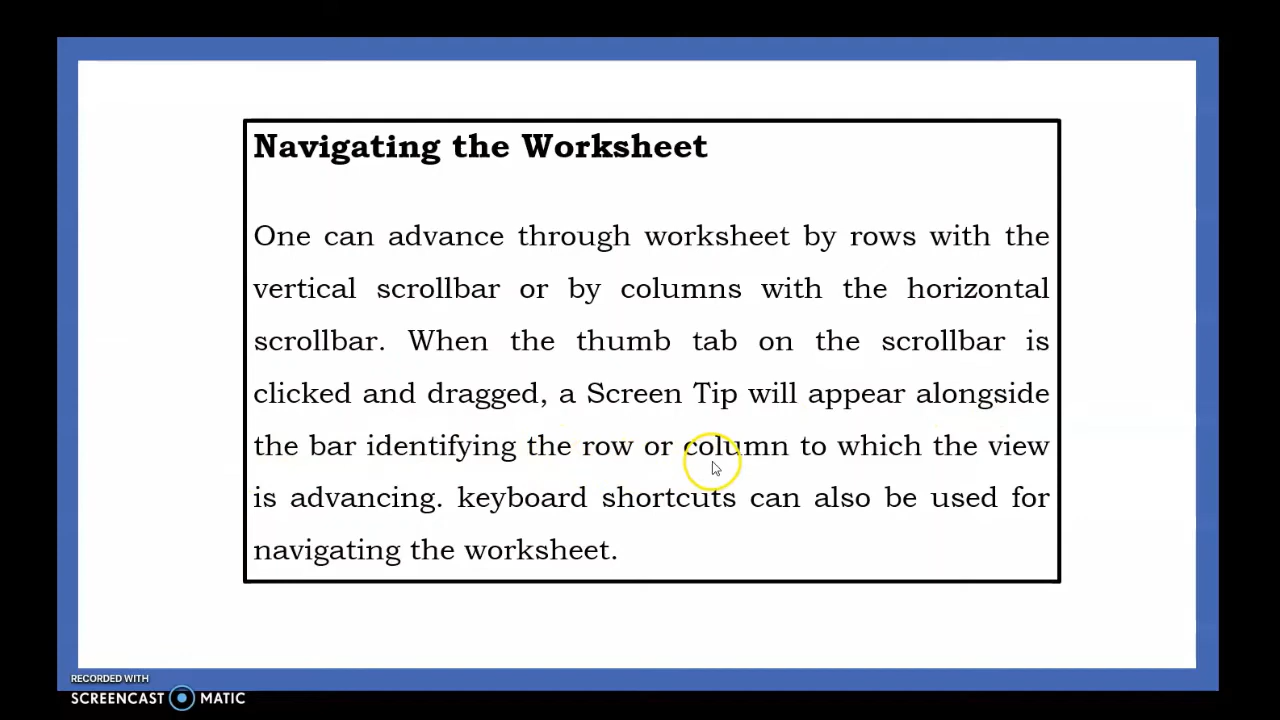 Navigating the Worksheet
One can advance through worksheet by rows with the
vertical scrollbar or by columns with the horizontal
scrollbar. When the thumb tab on the scrollbar is
clicked and dragged, a Screen Tip will appear alongside
the bar identifying the row or column to which the view
is advancing. keyboard shortcuts can also be used for
navigating the worksheet.
RECORDED WITH
SCREENCAST MATIC